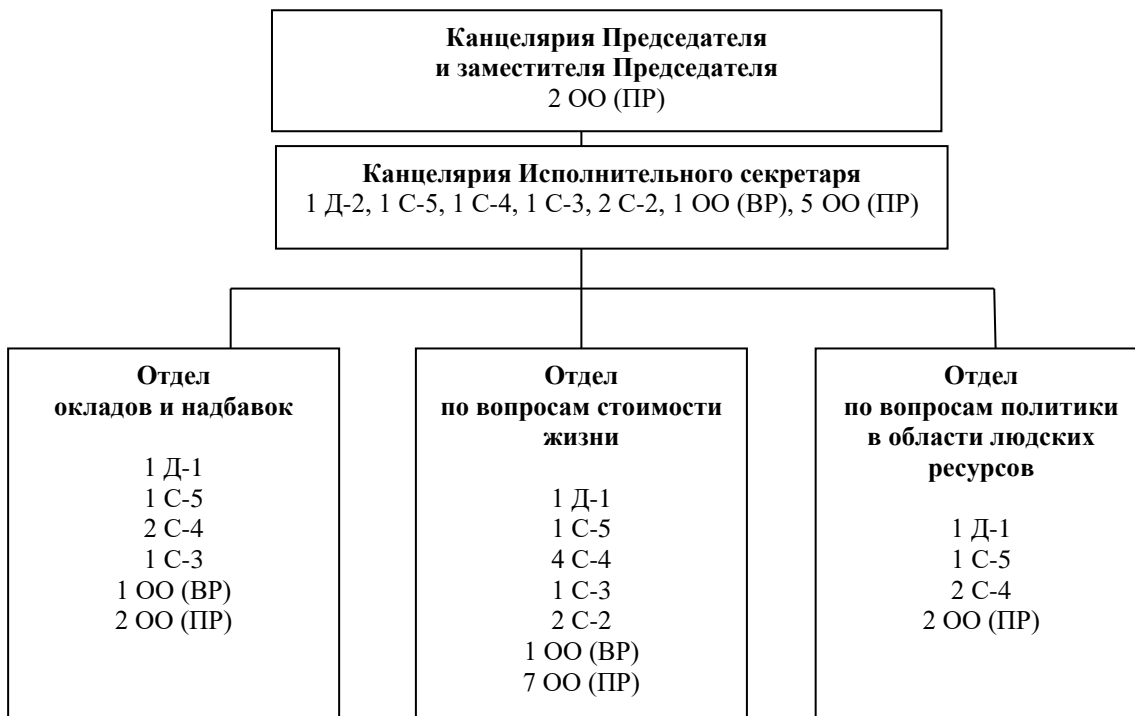 Канцелярия Председателя
и заместителя Председателя
2 ОО (ПР)
Канцелярия Исполнительного секретаря
1 Д-2, 1 С-5, 1 С-4, 1 С-3, 2 С-2, 1 ОО (ВР), 5 ОО (ПР)
Отдел
окладов и надбавок
1 Д-1
1 С-5
2 С-4
1 С-3
1 ОО (ВР)
2 ОО (ПР)
Отдел
по вопросам стоимости
жизни
1 Д-1
1 С-5
4 С-4
1 С-3
2 С-2
1 ОО (ВР)
7 ОО (ПР)
Отдел
по вопросам политики
в области людских
ресурсов
1 Д-1
1 С-5
2 С-4
2 ОО (ПР)